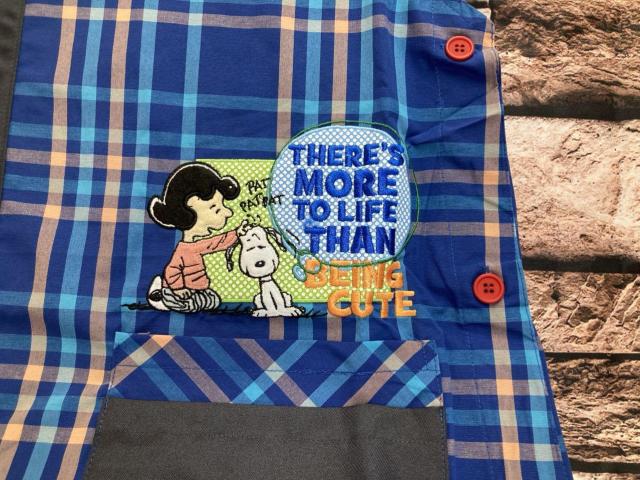 PAT
PAT PAT
THERE'S
MORE
TO LIFE
THAN
BEING
CUTE